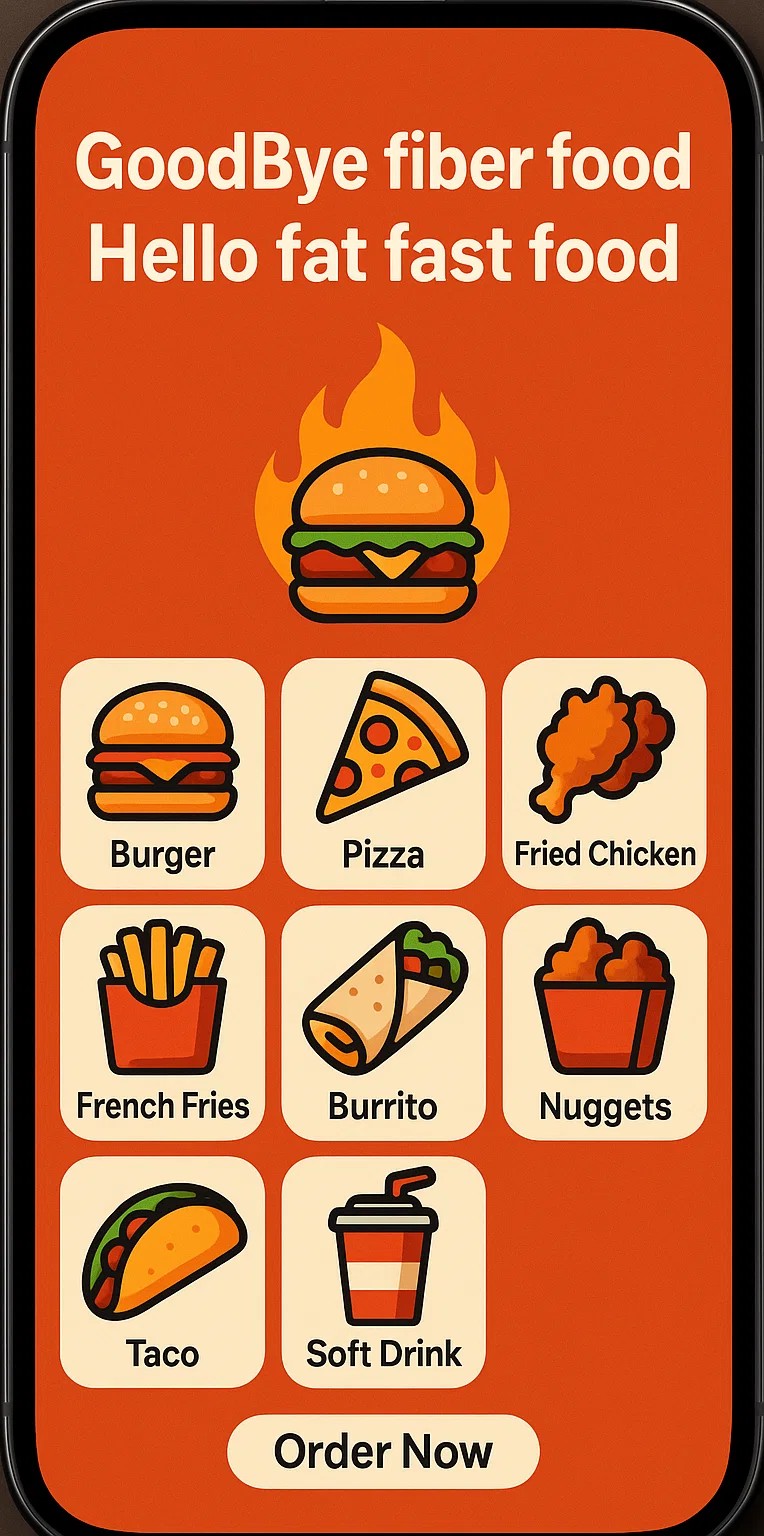 GoodBye fiber food
Hello fat fast food
Burger
Pizza
Fried Chicken
French Fries
Burrito
Nuggets
Taco
Soft Drink
Order Now